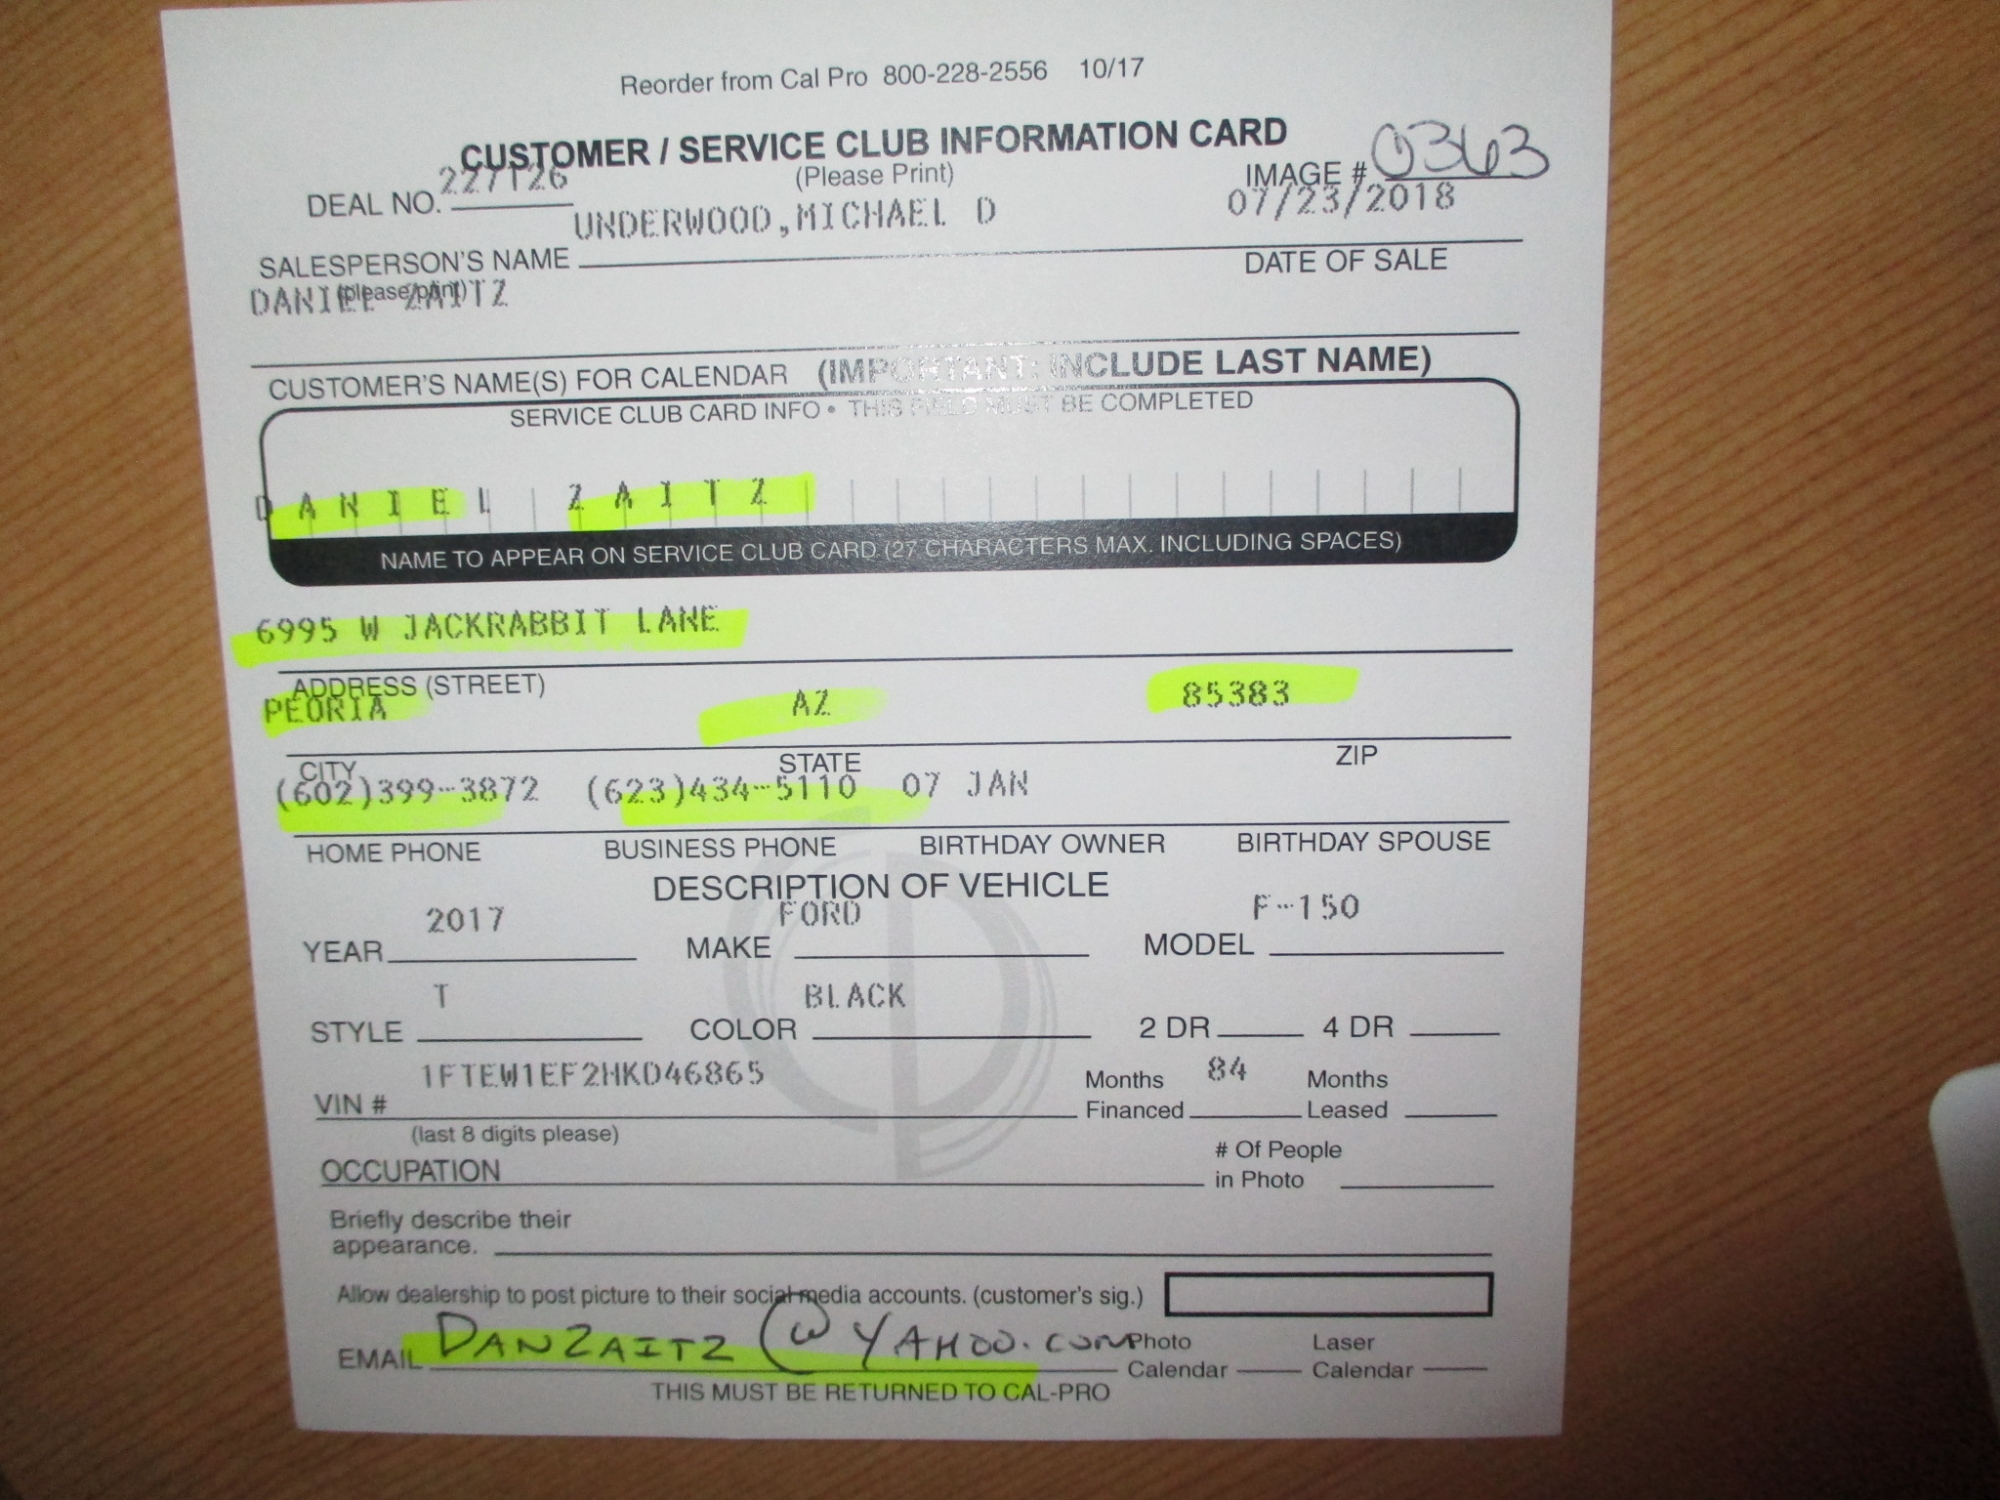 Reorder from Cal Pro 800-228-2556 10/17
CUSTOMER / SERVICE CLUB INFORMATION CARD
(Please Print)
DEAL NO. 227126
IMAGE # 0363
UNDERWOOD,MICHAEL D 07/23/2018
SALESPERSON'S NAME DATE OF SALE
(please print)
DANIEL ZAITZ
CUSTOMER'S NAME(S) FOR CALENDAR (IMPORTANT: INCLUDE LAST NAME)
SERVICE CLUB CARD INFO • THIS FIELD MUST BE COMPLETED
DANIEL ZAITZ
NAME TO APPEAR ON SERVICE CLUB CARD (27 CHARACTERS MAX. INCLUDING SPACES)
6995 W JACKRABBIT LANE
ADDRESS (STREET)
PEORIA AZ 85383
CITY STATE ZIP
(602)399-3872 (623)434-5110 07 JAN
HOME PHONE BUSINESS PHONE BIRTHDAY OWNER BIRTHDAY SPOUSE
DESCRIPTION OF VEHICLE
2017 FORD F-150
YEAR MAKE MODEL
T BLACK
STYLE COLOR 2 DR 4 DR
1FTEW1EF2HKD46865 Months 84 Months
VIN # Financed Leased
(last 8 digits please)
OCCUPATION # Of People
in Photo
Briefly describe their
appearance.
Allow dealership to post picture to their social media accounts. (customer's sig.)
EMAIL DANZAITZ@YAHOO.COM Photo Laser
Calendar Calendar
THIS MUST BE RETURNED TO CAL-PRO